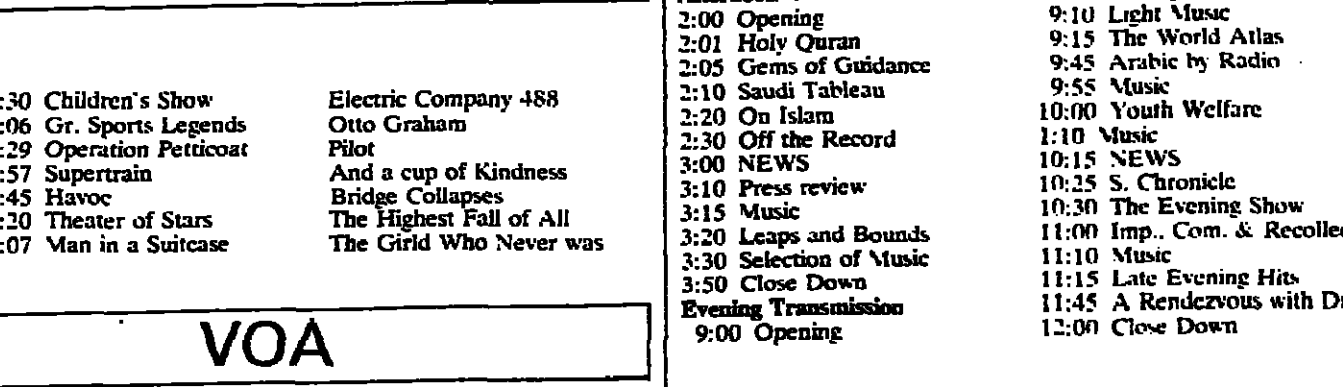 :30 Children's Show Electric Company 488
:06 Gr. Sports Legends Otto Graham
:29 Operation Petticoat Pilot
:57 Supertrain And a cup of Kindness
:45 Havoc Bridge Collapses
:20 Theater of Stars The Highest Fall of All
:07 Man in a Suitcase The Girld Who Never was
VOA
2:00 Opening
2:01 Holy Quran
2:05 Gems of Guidance
2:10 Saudi Tableau
2:20 On Islam
2:30 Off the Record
3:00 NEWS
3:10 Press review
3:15 Music
3:20 Leaps and Bounds
3:30 Selection of Music
3:50 Close Down
Evening Transmission
9:00 Opening
9:10 Light Music
9:15 The World Atlas
9:45 Arabic by Radio
9:55 Music
10:00 Youth Welfare
1:10 Music
10:15 NEWS
10:25 S. Chronicle
10:30 The Evening Show
11:00 Imp.. Com. & Recollec
11:10 Music
11:15 Late Evening Hits
11:45 A Rendezvous with D
12:00 Close Down